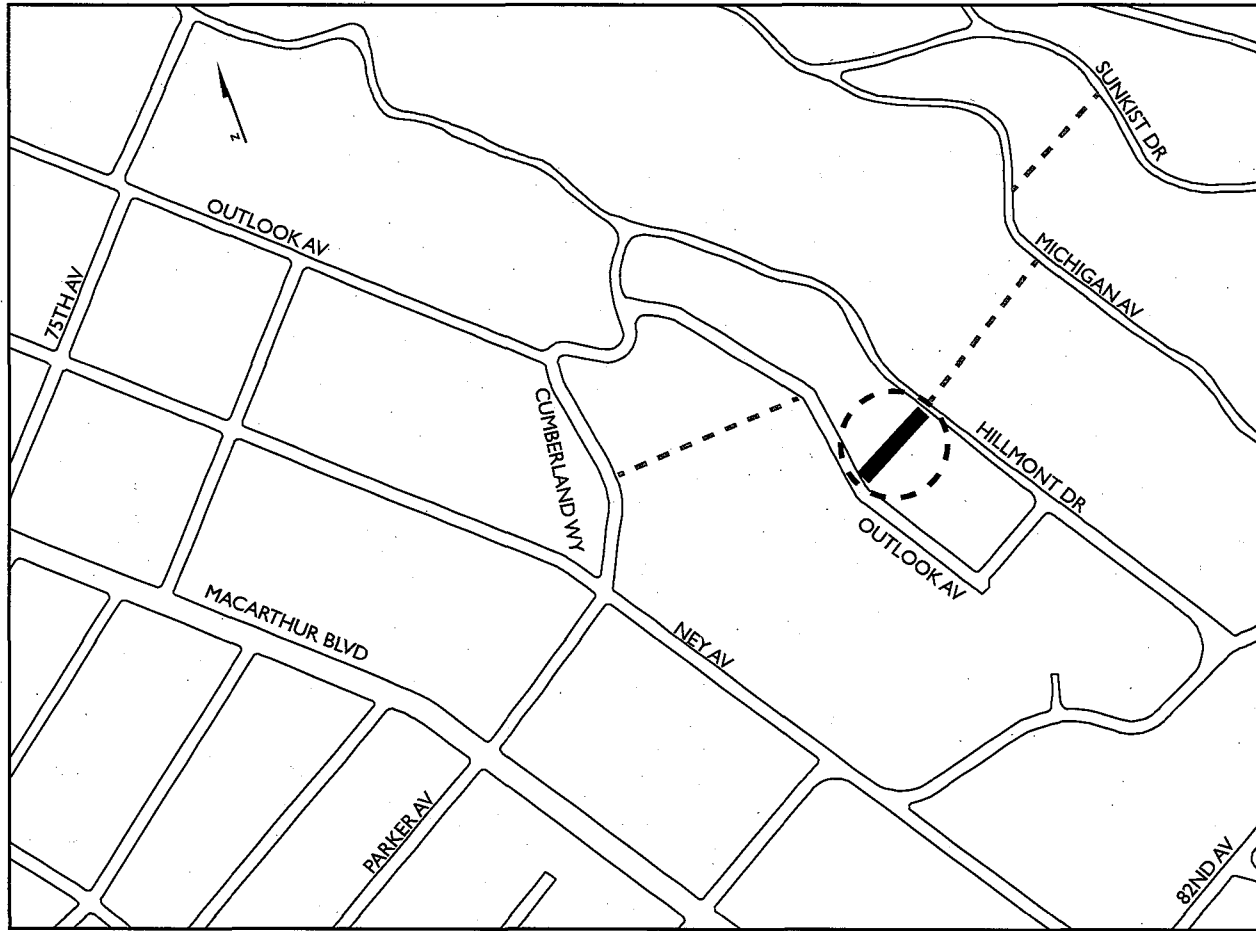 SUNKIST DR
Z
OUTLOOK AV
MICHIGAN AV
75TH AV
CUMBERLAND WY
HILLMONT DR
OUTLOOK AV
MACARTHUR BLVD
NEY AV
PARKER AV
82ND AV